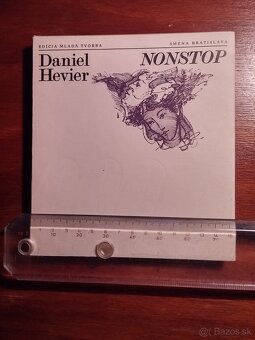 EDÍCIA MLADÁ TVORBA
SMENA BRATISLAVA
Daniel
Hevier
NONSTOP
Bazos.sk